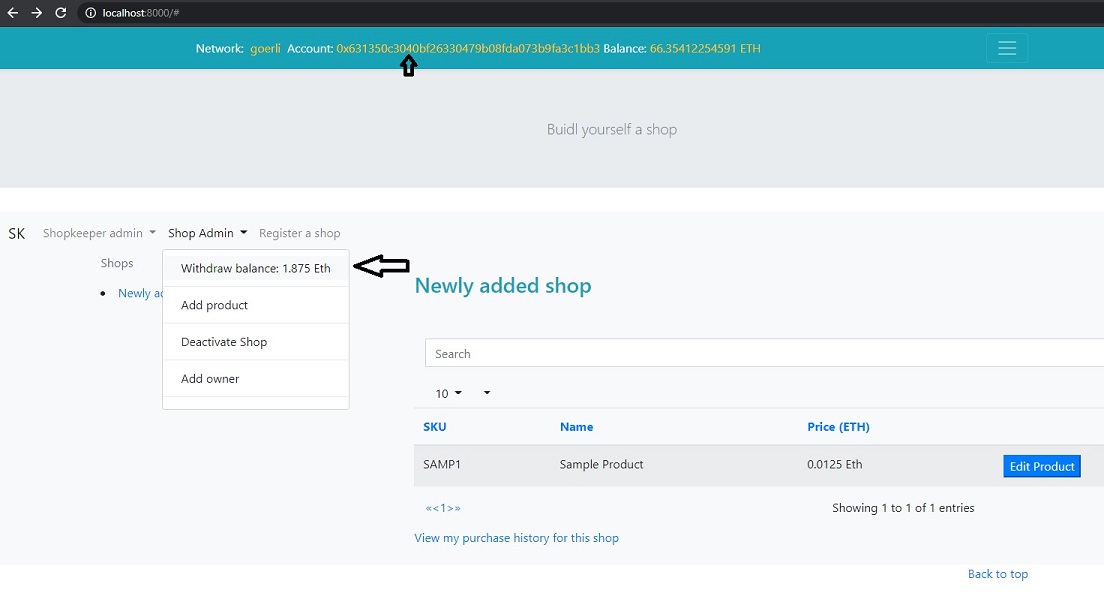 localhost:8000/#
Network: goerli Account: 0x631350c3040bf26330479b08fda073b9fa3c1bb3 Balance: 66.35412254591 ETH
Buidl yourself a shop
SK Shopkeeper admin Shop Admin Register a shop
Shops
Newly ad
Withdraw balance: 1.875 Eth
Add product
Deactivate Shop
Add owner
Newly added shop
Search
10
SKU Name Price (ETH)
SAMP1 Sample Product 0.0125 Eth Edit Product
«<1>» Showing 1 to 1 of 1 entries
View my purchase history for this shop
Back to top